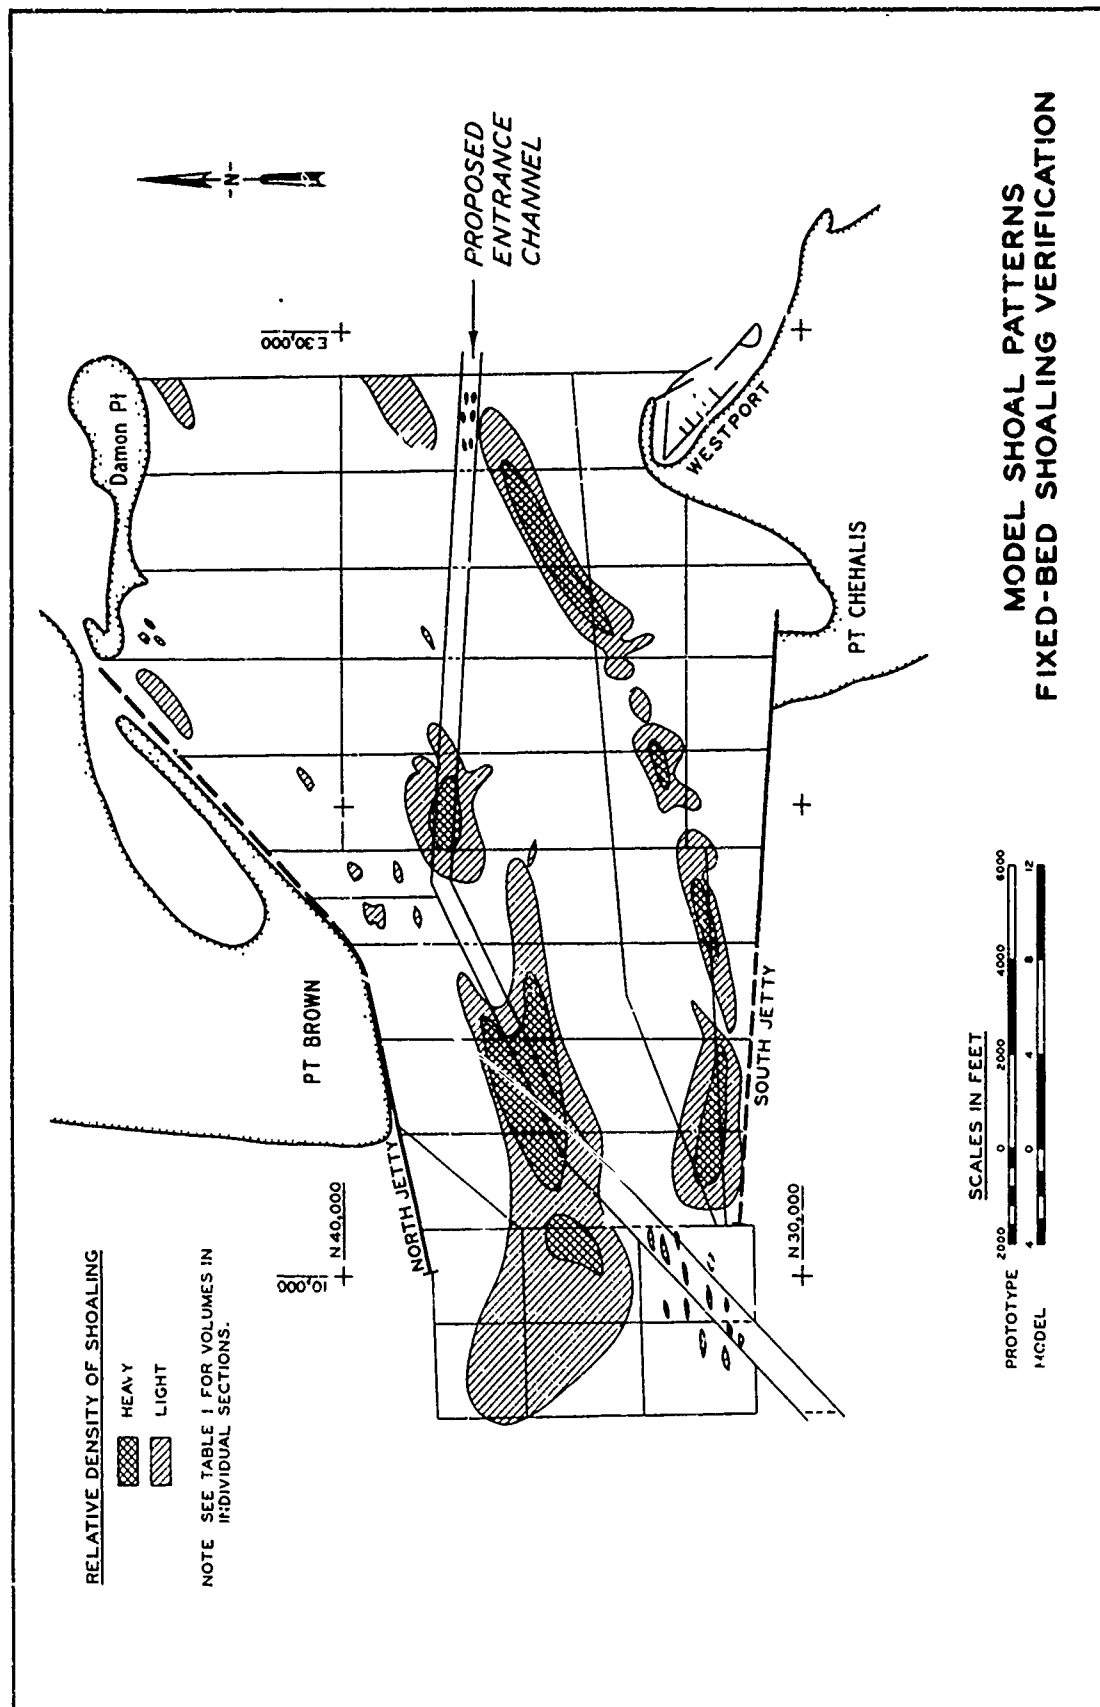 RELATIVE DENSITY OF SHOALING
HEAVY
LIGHT
NOTE SEE TABLE 1 FOR VOLUMES IN
INDIVIDUAL SECTIONS.
-N-
Damon Pt
E 30,000
PROPOSED
ENTRANCE
CHANNEL
PT BROWN
NORTH JETTY
N 40,000
10,000
WESTPORT
PT CHEHALIS
SOUTH JETTY
N 30,000
SCALES IN FEET
PROTOTYPE 2000 0 2000 4000 6000
MODEL 4 0 4 8 12
MODEL SHOAL PATTERNS
FIXED-BED SHOALING VERIFICATION